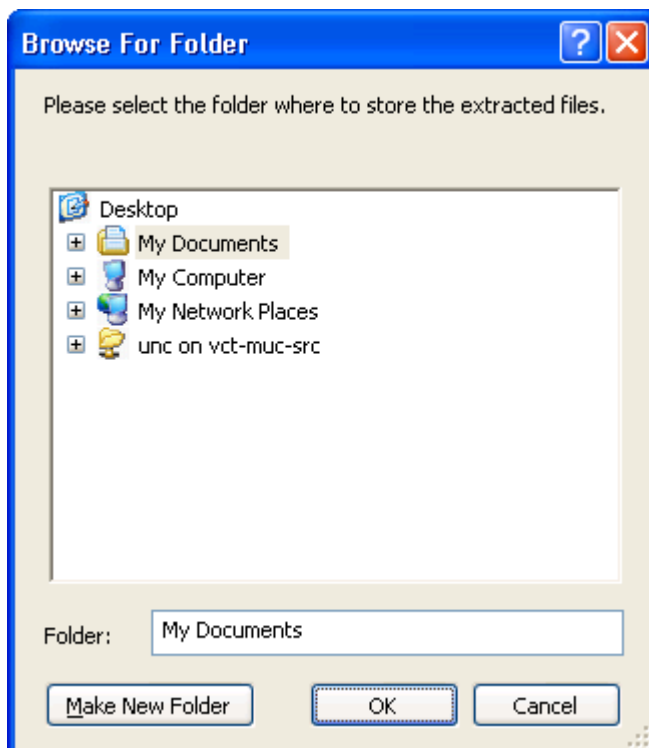 Browse For Folder
Please select the folder where to store the extracted files.
Desktop
My Documents
My Computer
My Network Places
unc on vct-muc-src
Folder: My Documents
Make New Folder OK Cancel